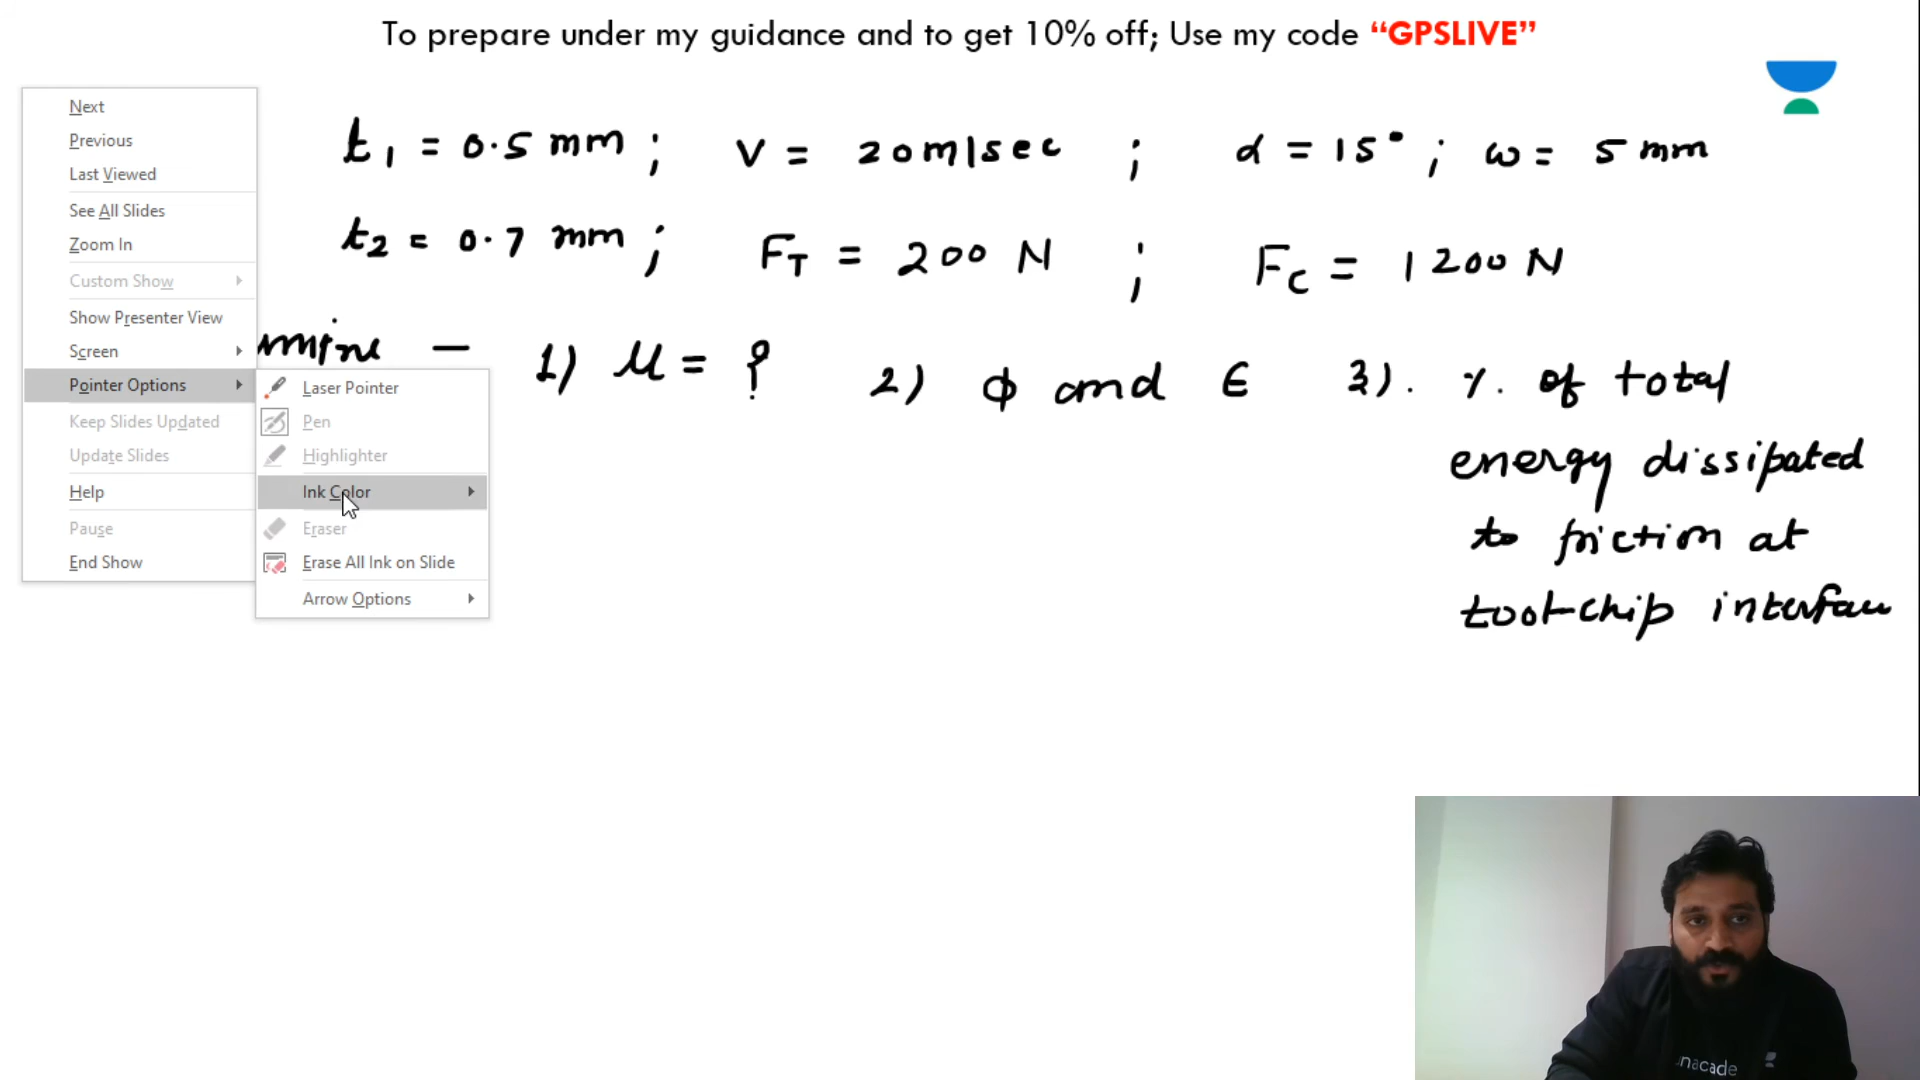 To prepare under my guidance and to get 10% off; Use my code “GPSLIVE”
Next
Previous
Last Viewed
See All Slides
Zoom In
Custom Show
Show Presenter View
Screen
Pointer Options
Keep Slides Updated
Update Slides
Help
Pause
End Show
Laser Pointer
Pen
Highlighter
Ink Color
Eraser
Erase All Ink on Slide
Arrow Options
t1 = 0.5 mm ; V = 20m/sec ; α = 15° ; ω = 5 mm
t2 = 0.7 mm ; FT = 200 N ; FC = 1200 N
mine — 1) μ = ? 2) ϕ and ϵ 3). %. of total
energy dissipated
to friction at
tool-chip interface
unacade